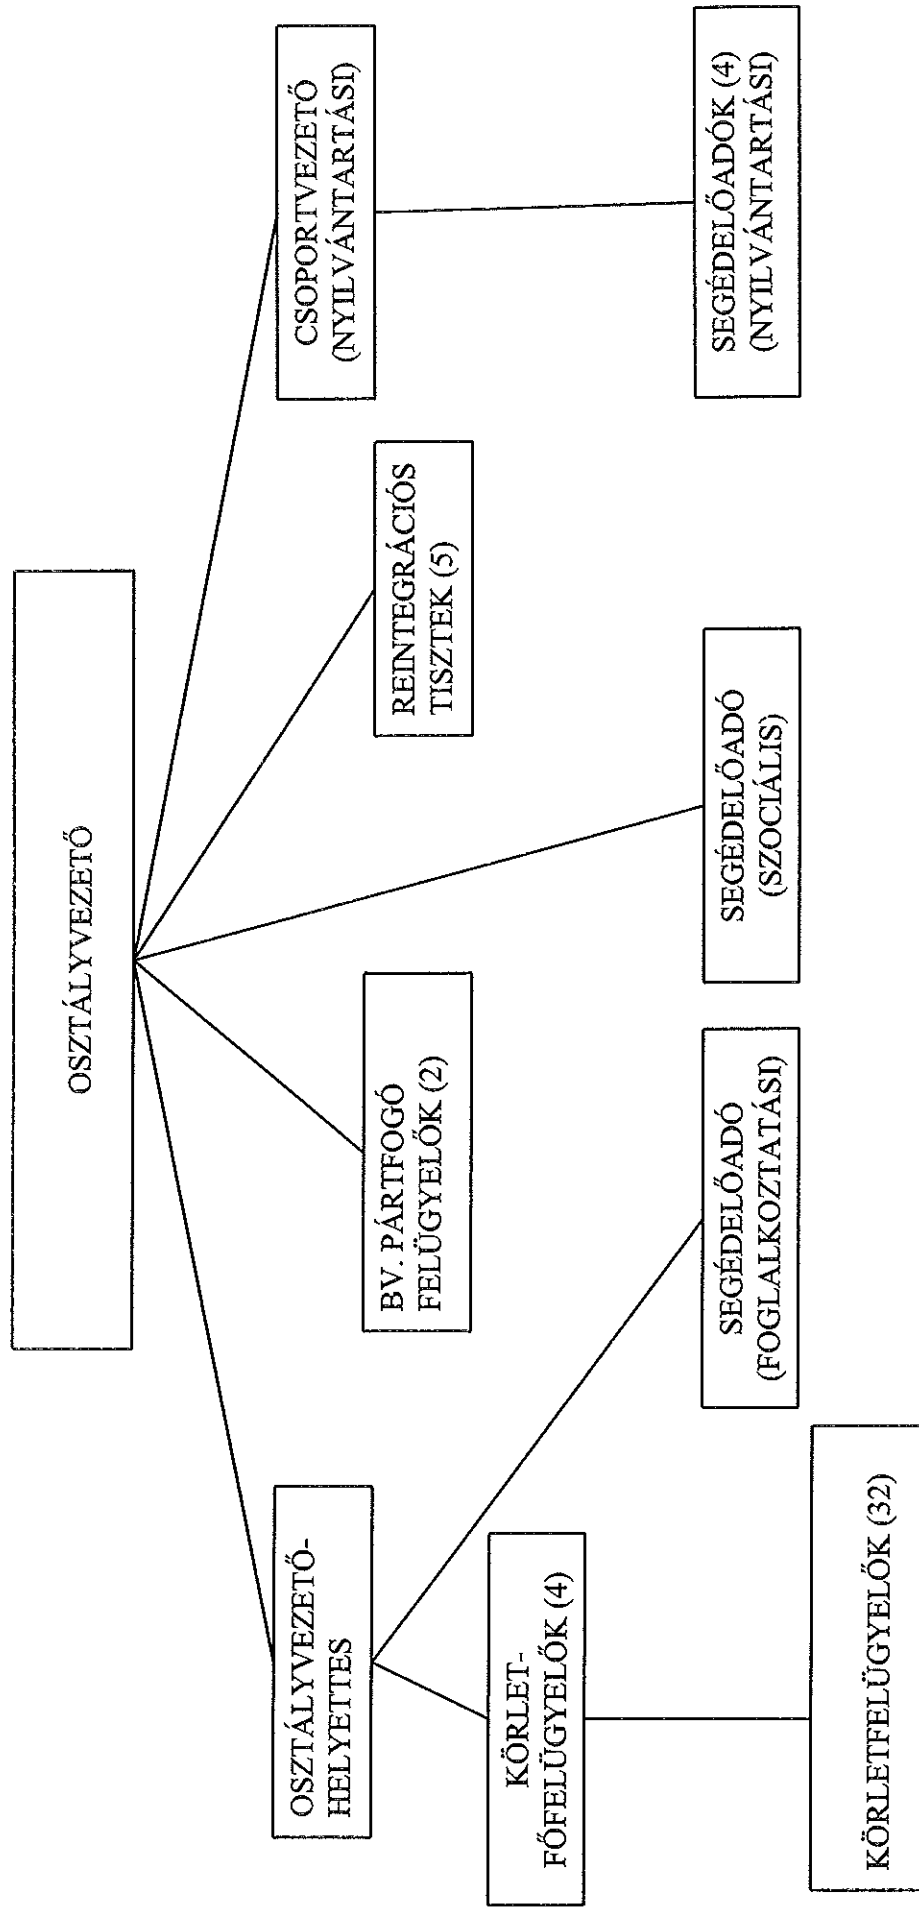 OSZTÁLYVEZETŐ
OSZTÁLYVEZETŐ-
HELYETTES
CSOPORTVEZETŐ
(NYILVÁNTARTÁSI)
BV. PÁRTFOGÓ
FELÜGYELŐK (2)
REINTEGRÁCIÓS
TISZTEK (5)
KÖRLET-
FŐFELÜGYELŐK (4)
SEGÉDELŐADÓ
(FOGLALKOZTATÁSI)
SEGÉDELŐADÓ
(SZOCIÁLIS)
SEGÉDELŐADÓK (4)
(NYILVÁNTARTÁSI)
KÖRLETFELÜGYELŐK (32)